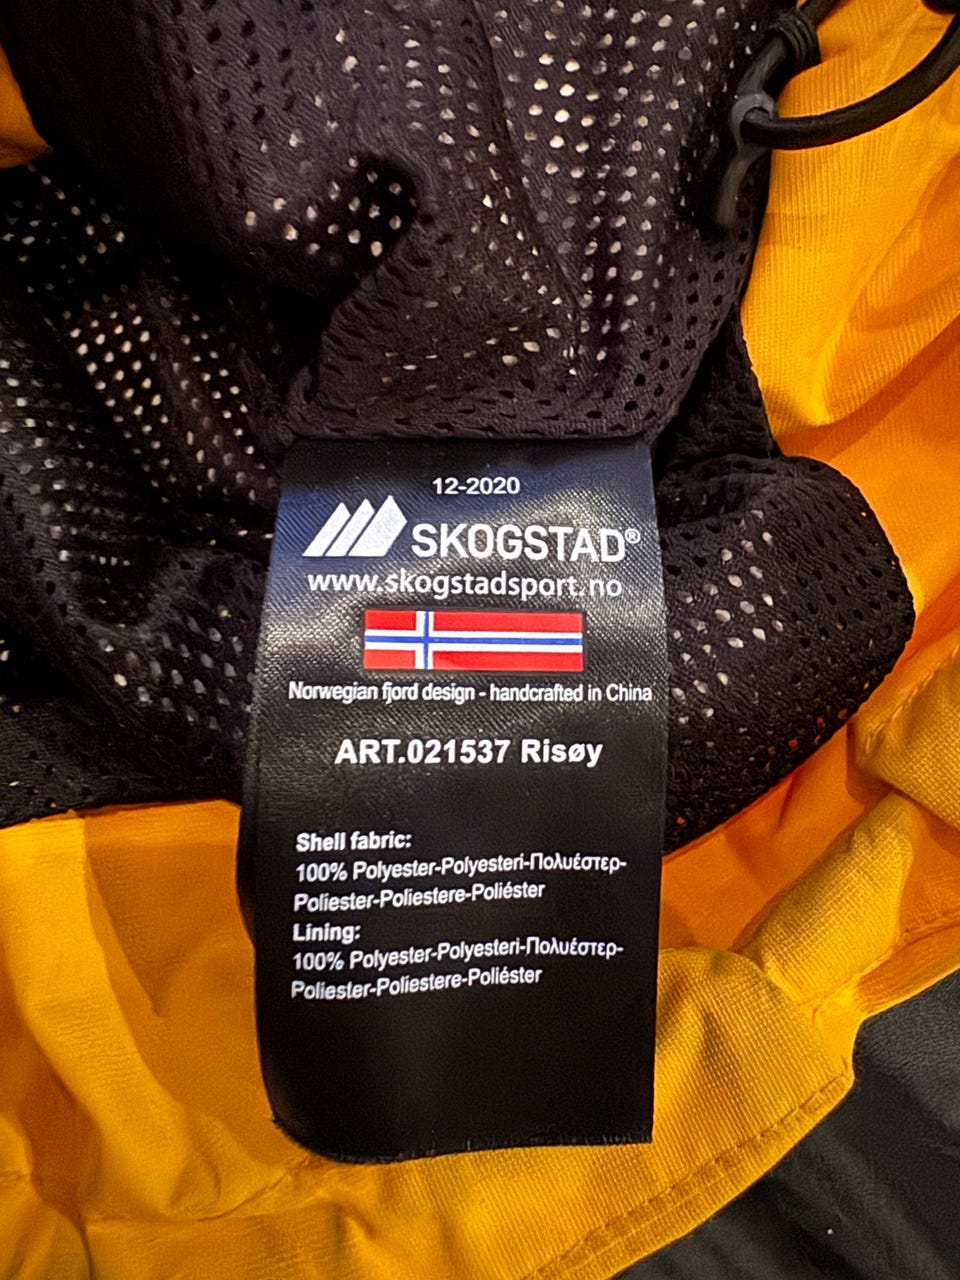 12-2020
SKOGSTAD®
www.skogstadsport.no
Norwegian fjord design - handcrafted in China
ART.021537 Risøy
Shell fabric:
100% Polyester-Polyesteri-Πολυέστερ-
Poliester-Poliestere-Poliéster
Lining:
100% Polyester-Polyesteri-Πολυέστερ-
Poliester-Poliestere-Poliéster